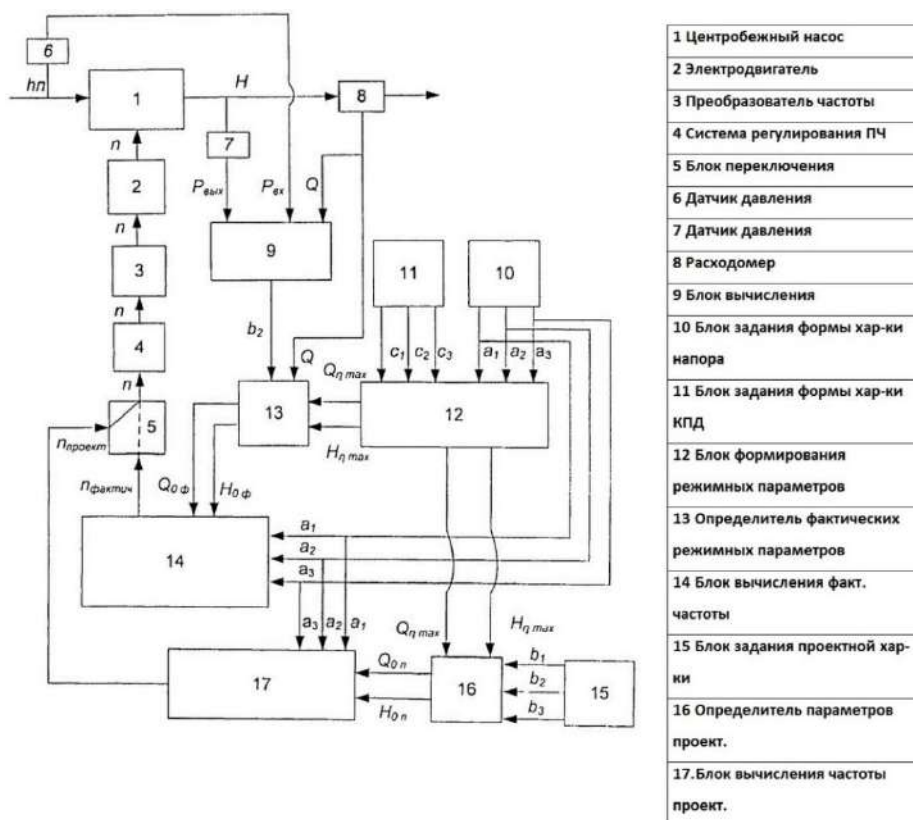 6
hп
H
1
8
n
7
2
Pвых
Pвх
Q
n
9
3
11
10
n
b2
4
Q
c1 c2 c3 a1 a2 a3
n
Qη max
5
13
12
nпроект
Hη max
nфактич
Q0 ф
H0 ф
a1
a2
14
a3
a3 a2 a1
Qη max
Hη max
Q0 п
b1
17
16
b2
15
H0 п
b3
1 Центробежный насос
2 Электродвигатель
3 Преобразователь частоты
4 Система регулирования ПЧ
5 Блок переключения
6 Датчик давления
7 Датчик давления
8 Расходомер
9 Блок вычисления
10 Блок задания формы хар-ки
напора
11 Блок задания формы хар-ки
КПД
12 Блок формирования
режимных параметров
13 Определитель фактических
режимных параметров
14 Блок вычисления факт.
частоты
15 Блок задания проектной хар-
ки
16 Определитель параметров
проект.
17.Блок вычисления частоты
проект.